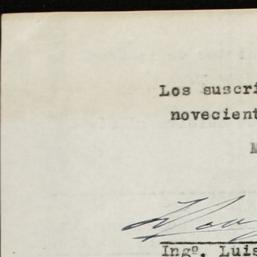 Los suscri
novecient
M
Ingº. Luis